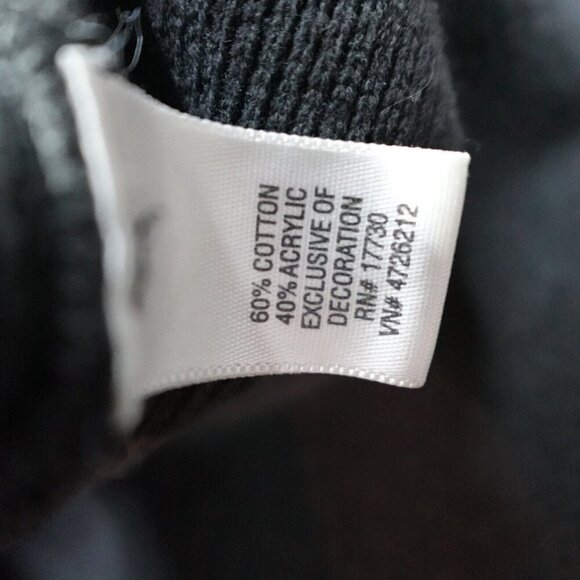 60% COTTON
40% ACRYLIC
EXCLUSIVE OF
DECORATION
RN# 17730
VN# 4726212